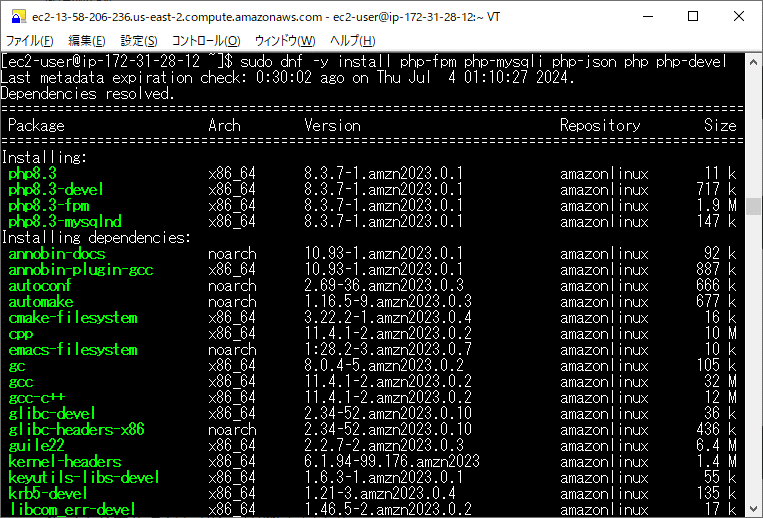 ec2-13-58-206-236.us-east-2.compute.amazonaws.com - ec2-user@ip-172-31-28-12:~ VT
ファイル(F) 編集(E) 設定(S) コントロール(O) ウィンドウ(W) ヘルプ(H)
[ec2-user@ip-172-31-28-12 ~]$ sudo dnf -y install php-fpm php-mysqli php-json php php-devel
Last metadata expiration check: 0:30:02 ago on Thu Jul  4 01:10:27 2024.
Dependencies resolved.
Package Arch Version Repository Size
Installing:
php8.3 x86_64 8.3.7-1.amzn2023.0.1 amazonlinux 11 k
php8.3-devel x86_64 8.3.7-1.amzn2023.0.1 amazonlinux 717 k
php8.3-fpm x86_64 8.3.7-1.amzn2023.0.1 amazonlinux 1.9 M
php8.3-mysqlnd x86_64 8.3.7-1.amzn2023.0.1 amazonlinux 147 k
Installing dependencies:
annobin-docs noarch 10.93-1.amzn2023.0.1 amazonlinux 92 k
annobin-plugin-gcc x86_64 10.93-1.amzn2023.0.1 amazonlinux 887 k
autoconf noarch 2.69-36.amzn2023.0.3 amazonlinux 666 k
automake noarch 1.16.5-9.amzn2023.0.3 amazonlinux 677 k
cmake-filesystem x86_64 3.22.2-1.amzn2023.0.4 amazonlinux 16 k
cpp x86_64 11.4.1-2.amzn2023.0.2 amazonlinux 10 M
emacs-filesystem noarch 1:28.2-3.amzn2023.0.7 amazonlinux 10 k
gc x86_64 8.0.4-5.amzn2023.0.2 amazonlinux 105 k
gcc x86_64 11.4.1-2.amzn2023.0.2 amazonlinux 32 M
gcc-c++ x86_64 11.4.1-2.amzn2023.0.2 amazonlinux 12 M
glibc-devel x86_64 2.34-52.amzn2023.0.10 amazonlinux 36 k
glibc-headers-x86 noarch 2.34-52.amzn2023.0.10 amazonlinux 436 k
guile22 x86_64 2.2.7-2.amzn2023.0.3 amazonlinux 6.4 M
kernel-headers x86_64 6.1.94-99.176.amzn2023 amazonlinux 1.4 M
keyutils-libs-devel x86_64 1.6.3-1.amzn2023.0.1 amazonlinux 55 k
krb5-devel x86_64 1.21-3.amzn2023.0.4 amazonlinux 135 k
libcom_err-devel x86_64 1.46.5-2.amzn2023.0.2 amazonlinux 17 k